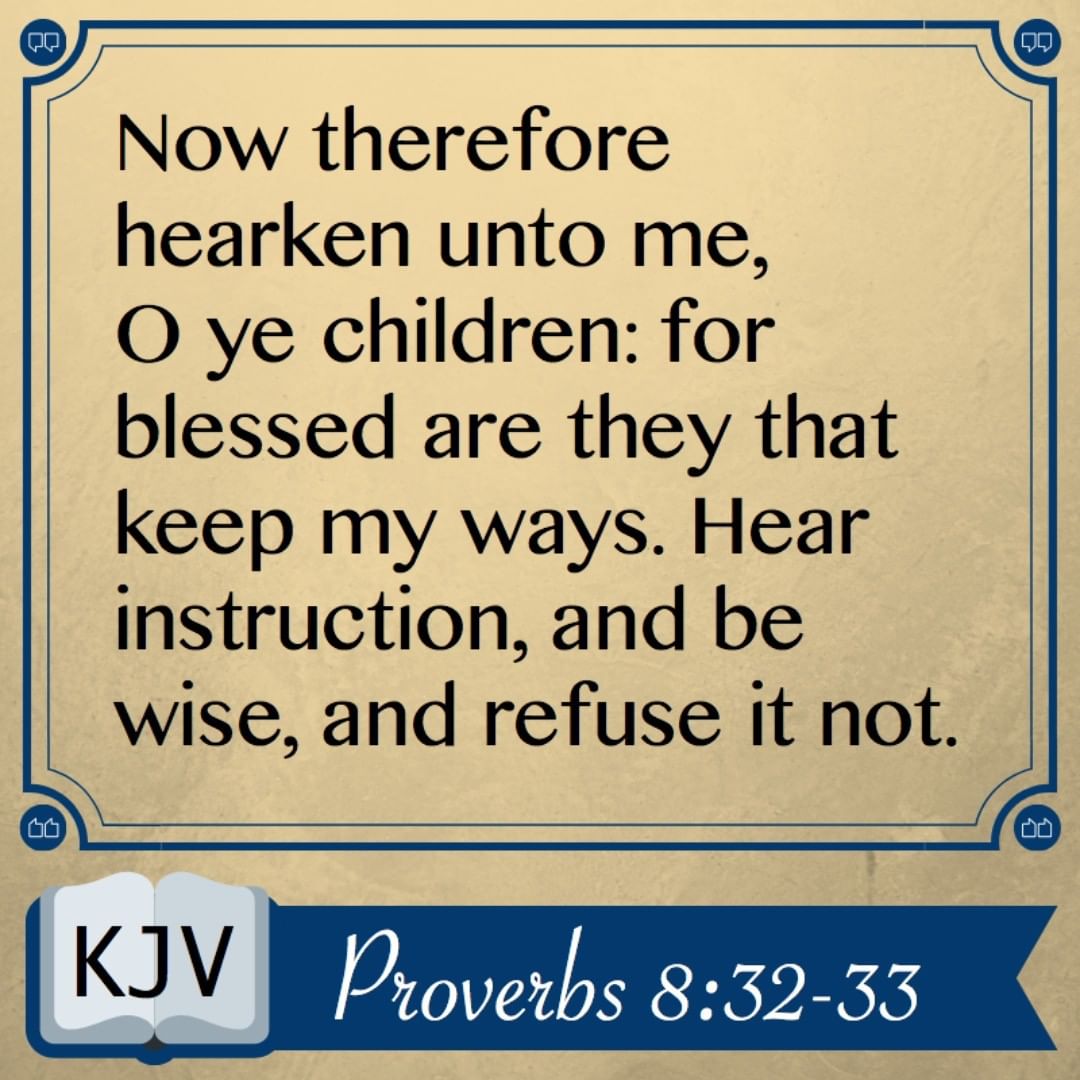 Now therefore
hearken unto me,
O ye children: for
blessed are they that
keep my ways. Hear
instruction, and be
wise, and refuse it not.
KJV
Proverbs 8:32-33